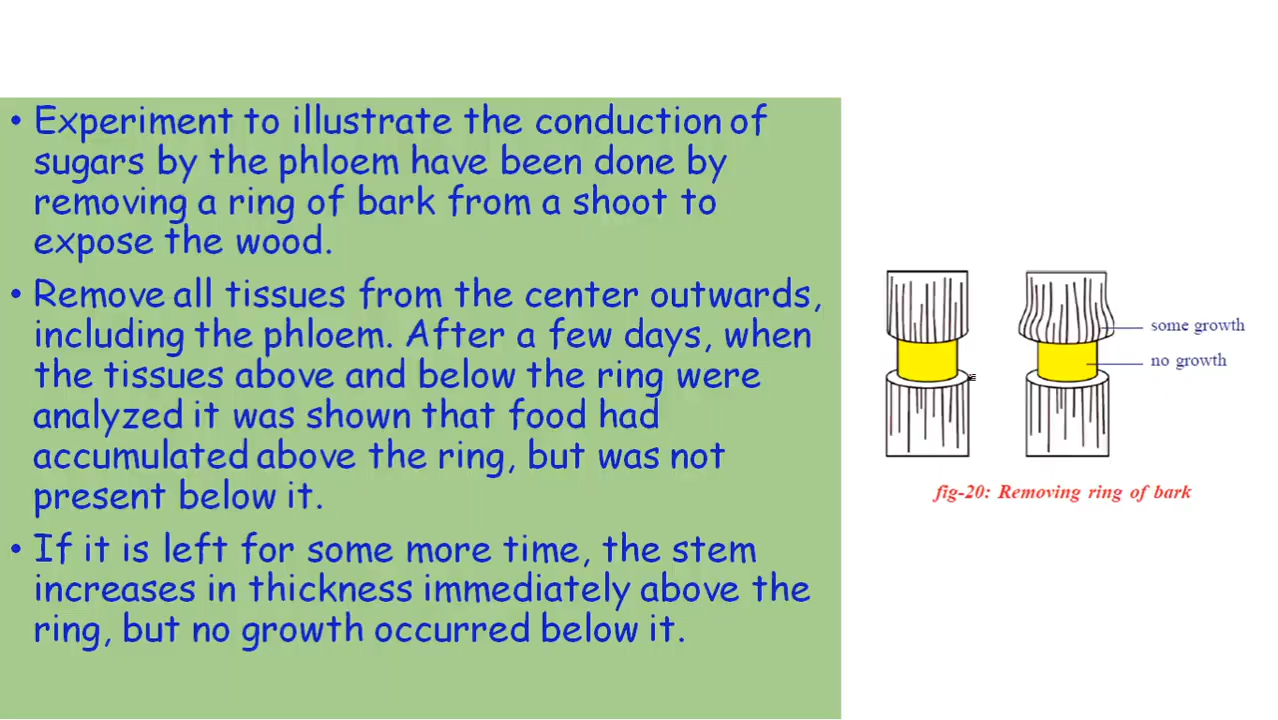 • Experiment to illustrate the conduction of
sugars by the phloem have been done by
removing a ring of bark from a shoot to
expose the wood.
• Remove all tissues from the center outwards,
including the phloem. After a few days, when
the tissues above and below the ring were
analyzed it was shown that food had
accumulated above the ring, but was not
present below it.
• If it is left for some more time, the stem
increases in thickness immediately above the
ring, but no growth occurred below it.
some growth
no growth
fig-20: Removing ring of bark